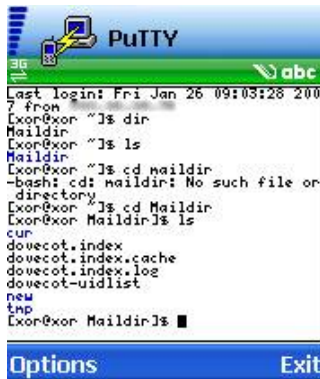 PuTTY
3G
abc
Last login: Fri Jan 26 09:03:28 200
7 from
[xor@xor ~]$ dir
Maildir
[xor@xor ~]$ ls
Maildir
[xor@xor ~]$ cd maildir
-bash: cd: maildir: No such file or
directory
[xor@xor ~]$ cd Maildir
[xor@xor Maildir]$ ls
cur
dovecot.index
dovecot.index.cache
dovecot.index.log
dovecot-uidlist
new
tmp
[xor@xor Maildir]$
Options Exit